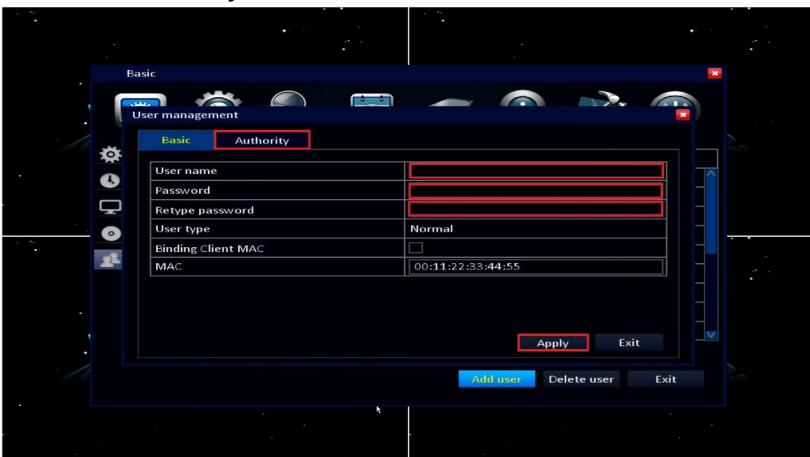 Basic
User management
Basic Authority
User name
Password
Retype password
User type Normal
Binding Client MAC
MAC 00:11:22:33:44:55
Apply Exit
Add user Delete user Exit